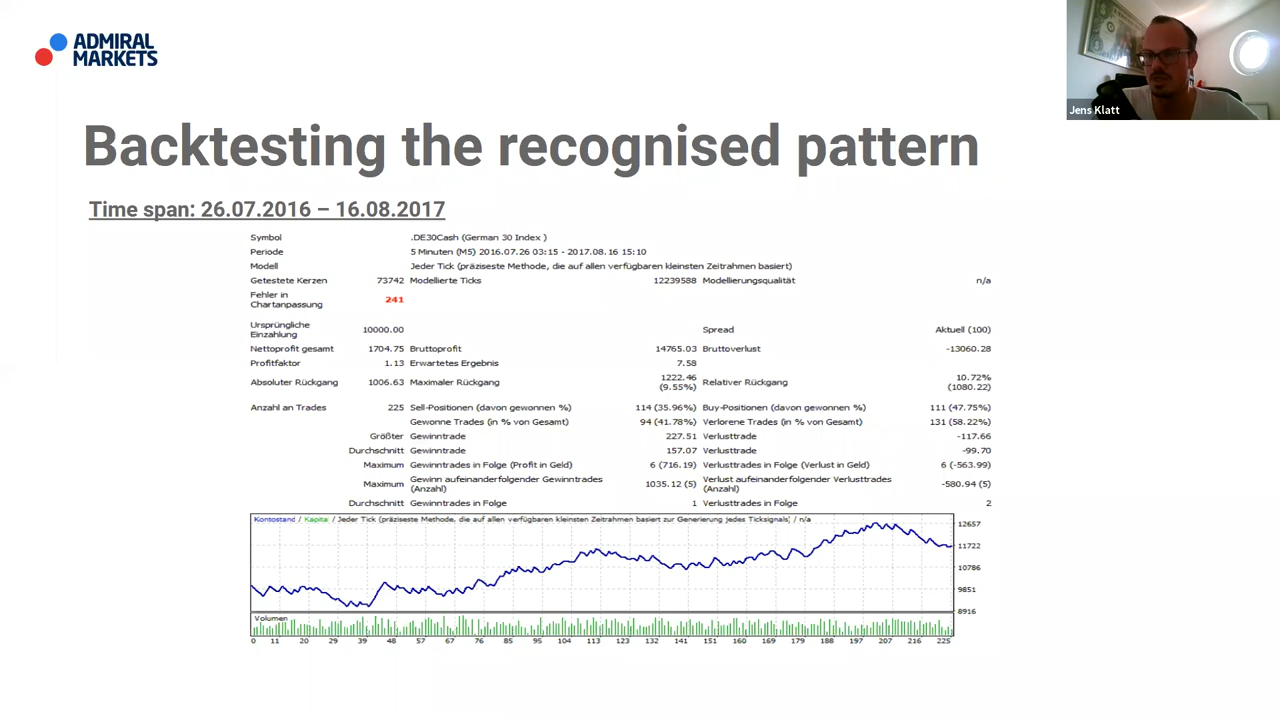 ADMIRAL
MARKETS
Jens Klatt
Backtesting the recognised pattern
Time span: 26.07.2016 – 16.08.2017
Symbol .DE30Cash (German 30 Index )
Periode 5 Minuten (M5) 2016.07.26 03:15 - 2017.08.16 15:10
Modell Jeder Tick (präziseste Methode, die auf allen verfügbaren kleinsten Zeitrahmen basiert)
Getestete Kerzen 73742 Modellierte Ticks 12239588 Modellierungsqualität n/a
Fehler in
Chartanpassung 241
Ursprüngliche
Einzahlung 10000.00 Spread Aktuell (100)
Nettoprofit gesamt 1704.75 Bruttoprofit 14765.03 Bruttoverlust -13060.28
Profitfaktor 1.13 Erwartetes Ergebnis 7.58
Absoluter Rückgang 1006.63 Maximaler Rückgang 1222.46
(9.55%) Relativer Rückgang 10.72%
(1080.22)
Anzahl an Trades 225 Sell-Positionen (davon gewonnen %) 114 (35.96%) Buy-Positionen (davon gewonnen %) 111 (47.75%)
Gewonne Trades (in % von Gesamt) 94 (41.78%) Verlorene Trades (in % von Gesamt) 131 (58.22%)
Größter Gewinntrade 227.51 Verlusttrade -117.66
Durchschnitt Gewinntrade 157.07 Verlusttrade -99.70
Maximum Gewinntrades in Folge (Profit in Geld) 6 (716.19) Verlusttrades in Folge (Verlust in Geld) 6 (-563.99)
Maximum Gewinn aufeinanderfolgender Gewinntrades
(Anzahl) 1035.12 (5) Verlust aufeinanderfolgender Verlusttrades
(Anzahl) -580.94 (5)
Durchschnitt Gewinntrades in Folge 1 Verlusttrades in Folge 2
Kontostand / Kapital / Jeder Tick (präziseste Methode, die auf allen verfügbaren kleinsten Zeitrahmen basiert zur Generierung jedes Ticksignals) / n/a
12657
11722
10786
9851
8916
Volumen
0 11 20 29 39 48 57 67 76 85 95 104 113 123 132 141 151 160 169 179 188 197 207 216 225